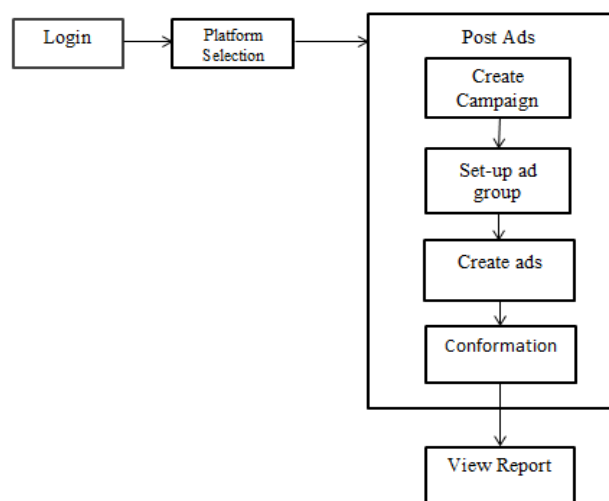 Login
Platform
Selection
Post Ads
Create
Campaign
Set-up ad
group
Create ads
Conformation
View Report